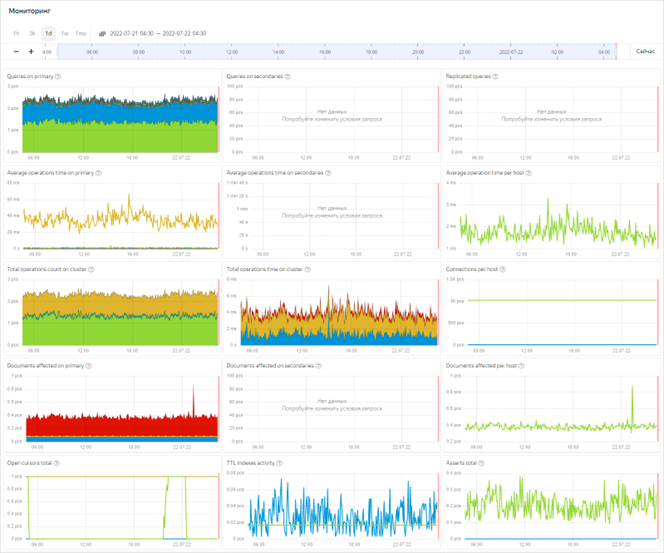 Мониторинг
1h 3h 1d 1w 1mo 2022-07-21 04:30 — 2022-07-22 04:30
− + 4:00 06:00 08:00 10:00 12:00 14:00 16:00 18:00 20:00 22:00 2022-07-22 02:00 04:00 Сейчас
Queries on primary
3 pcs
2 pcs
1 pcs
0 pcs
06:00 12:00 18:00 22.07.22
Queries on secondaries
100 pcs
80 pcs
60 pcs
40 pcs
20 pcs
0 pcs
Нет данных
Попробуйте изменить условия запроса
06:00 12:00 18:00 22.07.22
Replicated queries
100 pcs
80 pcs
60 pcs
40 pcs
20 pcs
0 pcs
Нет данных
Попробуйте изменить условия запроса
06:00 12:00 18:00 22.07.22
Average operations time on primary
80 ms
60 ms
40 ms
20 ms
0 s
06:00 12:00 18:00 22.07.22
Average operations time on secondaries
1 min 40 s
1 min 20 s
1 min
40 s
20 s
0 s
Нет данных
Попробуйте изменить условия запроса
06:00 12:00 18:00 22.07.22
Average operation time per host
4 ms
3 ms
2 ms
1 ms
06:00 12:00 18:00 22.07.22
Total operations count on cluster
3 pcs
2 pcs
1 pcs
0 pcs
06:00 12:00 18:00 22.07.22
Total operations time on cluster
8 ms
6 ms
4 ms
2 ms
0 s
06:00 12:00 18:00 22.07.22
Connections per host
1.5K pcs
1K pcs
500 pcs
0 pcs
06:00 12:00 18:00 22.07.22
Documents affected on primary
1 pcs
0.8 pcs
0.6 pcs
0.4 pcs
0.2 pcs
0 pcs
06:00 12:00 18:00 22.07.22
Documents affected on secondaries
100 pcs
80 pcs
60 pcs
40 pcs
20 pcs
0 pcs
Нет данных
Попробуйте изменить условия запроса
06:00 12:00 18:00 22.07.22
Documents affected per host
1 pcs
0.8 pcs
0.6 pcs
0.4 pcs
0.2 pcs
06:00 12:00 18:00 22.07.22
Open cursors total
1 pcs
0.8 pcs
0.6 pcs
0.4 pcs
0.2 pcs
0 pcs
06:00 12:00 18:00 22.07.22
TTL indexes activity
0.08 pcs
0.06 pcs
0.04 pcs
0.02 pcs
0 pcs
06:00 12:00 18:00 22.07.22
Asserts total
0.4 pcs
0.3 pcs
0.2 pcs
0.1 pcs
0 pcs
06:00 12:00 18:00 22.07.22